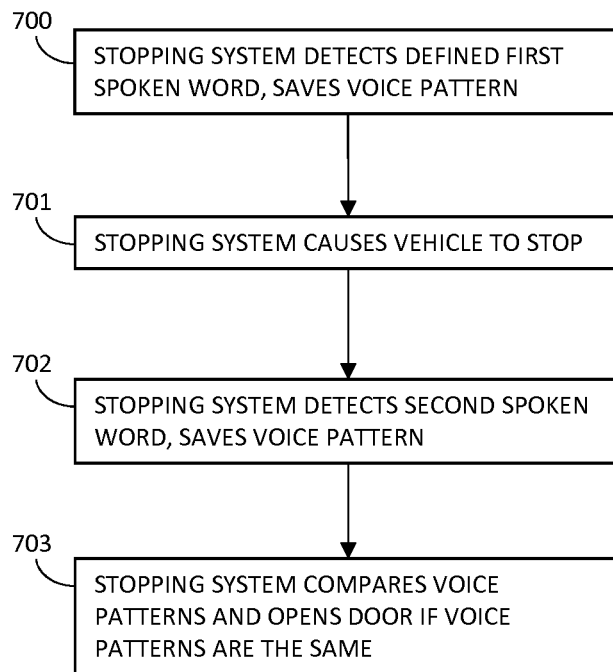 700
STOPPING SYSTEM DETECTS DEFINED FIRST
SPOKEN WORD, SAVES VOICE PATTERN
701
STOPPING SYSTEM CAUSES VEHICLE TO STOP
702
STOPPING SYSTEM DETECTS SECOND SPOKEN
WORD, SAVES VOICE PATTERN
703
STOPPING SYSTEM COMPARES VOICE
PATTERNS AND OPENS DOOR IF VOICE
PATTERNS ARE THE SAME